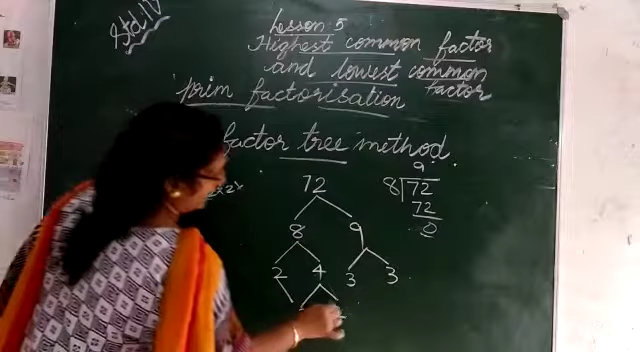 Std. IV
Lesson 5
Highest common factor
and lowest common
factor
prim factorisation
factor tree method.
72
8 9
2 4 3 3
9
8 72
72
0